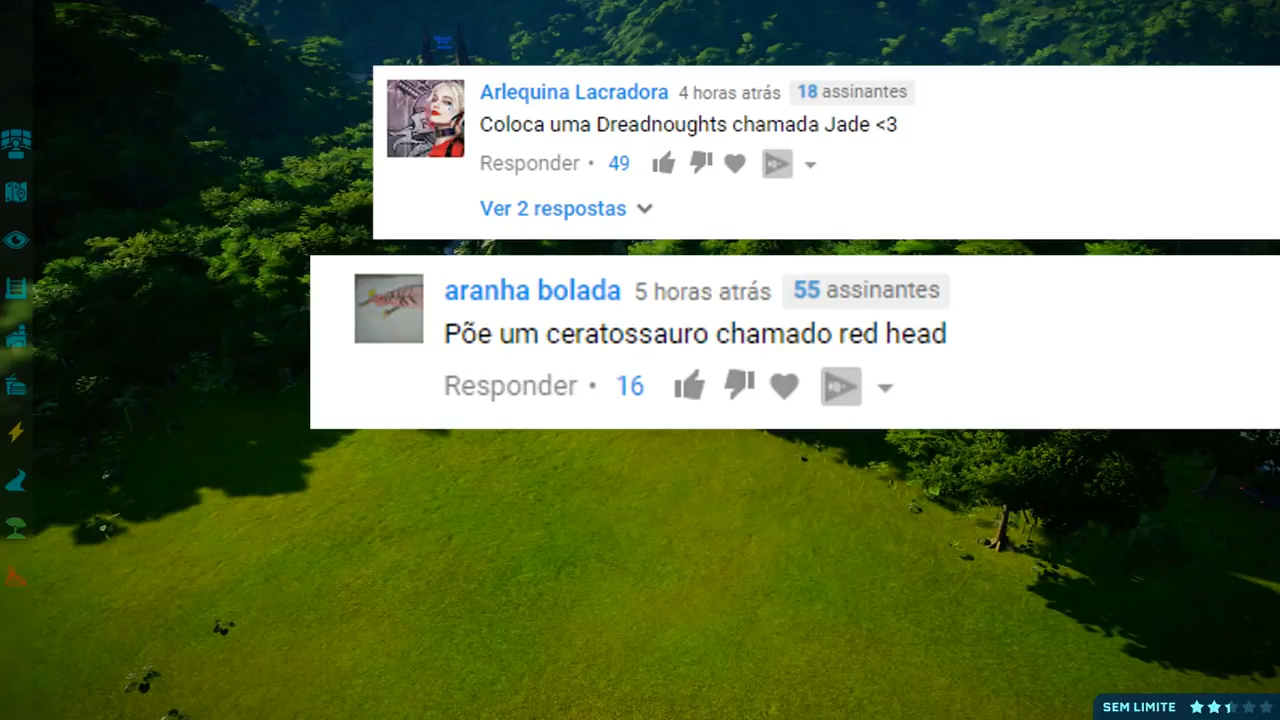 Arlequina Lacradora 4 horas atrás 18 assinantes
Coloca uma Dreadnoughts chamada Jade <3
Responder • 49
Ver 2 respostas
aranha bolada 5 horas atrás 55 assinantes
Põe um ceratossauro chamado red head
Responder • 16
SEM LIMITE